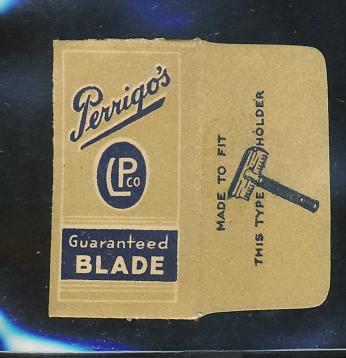 Perrigo's
LPCO
Guaranteed
BLADE
MADE TO FIT
THIS TYPE HOLDER